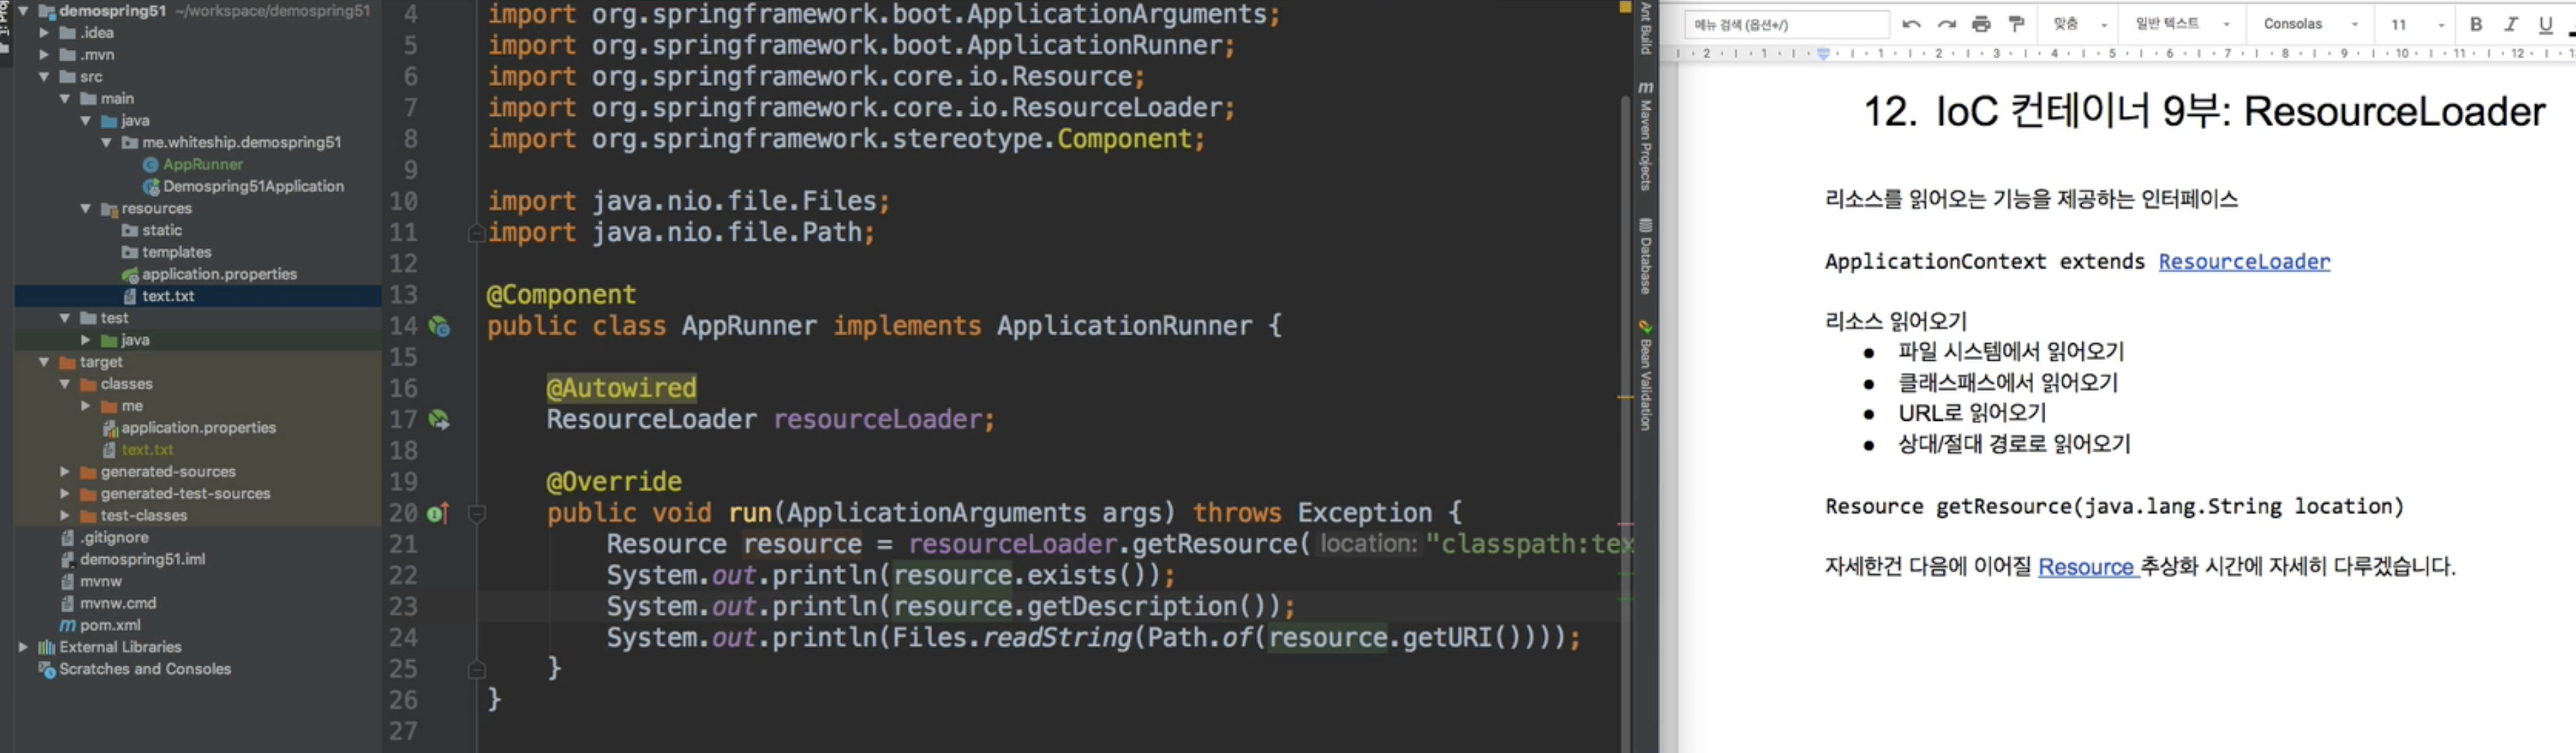 demospring51 ~/workspace/demospring51
.idea
.mvn
src
main
java
me.whiteship.demospring51
AppRunner
Demospring51Application
resources
static
templates
application.properties
text.txt
test
java
target
classes
me
application.properties
text.txt
generated-sources
generated-test-sources
test-classes
.gitignore
demospring51.iml
mvnw
mvnw.cmd
pom.xml
External Libraries
Scratches and Consoles
4 import org.springframework.boot.ApplicationArguments;
5 import org.springframework.boot.ApplicationRunner;
6 import org.springframework.core.io.Resource;
7 import org.springframework.core.io.ResourceLoader;
8 import org.springframework.stereotype.Component;
9
10 import java.nio.file.Files;
11 import java.nio.file.Path;
12
13 @Component
14 public class AppRunner implements ApplicationRunner {
15
16 @Autowired
17 ResourceLoader resourceLoader;
18
19 @Override
20 public void run(ApplicationArguments args) throws Exception {
21 Resource resource = resourceLoader.getResource( location: "classpath:tex
22 System.out.println(resource.exists());
23 System.out.println(resource.getDescription());
24 System.out.println(Files.readString(Path.of(resource.getURI())));
25 }
26 }
27
Ant Build
Maven Projects
Database
Bean Validation
메뉴 검색 (옵션+/) 맞춤 일반 텍스트 Consolas 11 B I U
2 1 1 2 3 4 5 6 7 8 9 10 11 12
12. IoC 컨테이너 9부: ResourceLoader
리소스를 읽어오는 기능을 제공하는 인터페이스
ApplicationContext extends ResourceLoader
리소스 읽어오기
● 파일 시스템에서 읽어오기
● 클래스패스에서 읽어오기
● URL로 읽어오기
● 상대/절대 경로로 읽어오기
Resource getResource(java.lang.String location)
자세한건 다음에 이어질 Resource 추상화 시간에 자세히 다루겠습니다.